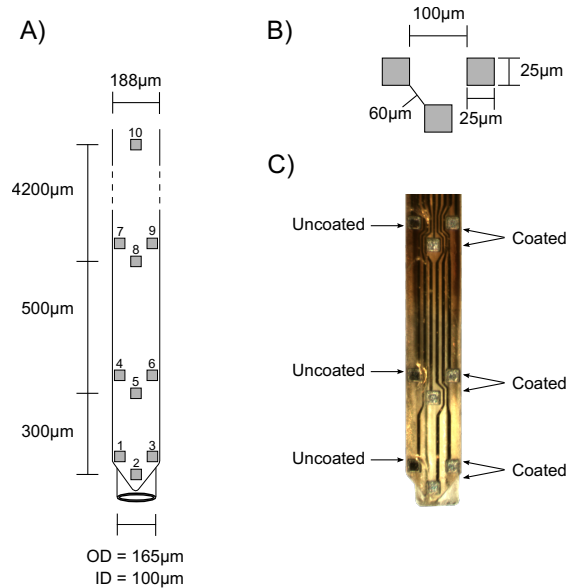 A)
188µm
10
4200µm
7
9
8
500µm
4
6
5
300µm
1
3
2
OD = 165µm
ID = 100µm
B)
100µm
25µm
60µm
25µm
C)
Uncoated
Coated
Uncoated
Coated
Uncoated
Coated